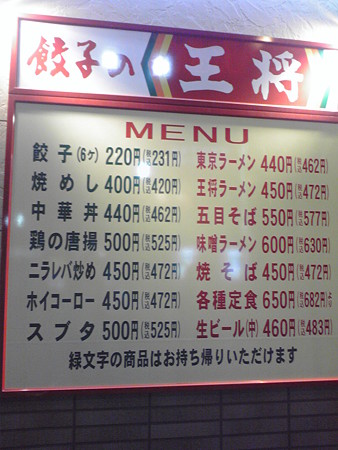 餃子の王将
MENU
餃子(6ケ) 220円(税込231円)
焼めし 400円(税込420円)
中華丼 440円(税込462円)
鶏の唐揚 500円(税込525円)
ニラレバ炒め 450円(税込472円)
ホイコーロー 450円(税込472円)
スブタ 500円(税込525円)
東京ラーメン 440円(税込462円)
王将ラーメン 450円(税込472円)
五目そば 550円(税込577円)
味噌ラーメン 600円(税込630円)
焼そば 450円(税込472円)
各種定食 650円(税込682円)より
生ビール(中) 460円(税込483円)
緑文字の商品はお持ち帰りいただけます